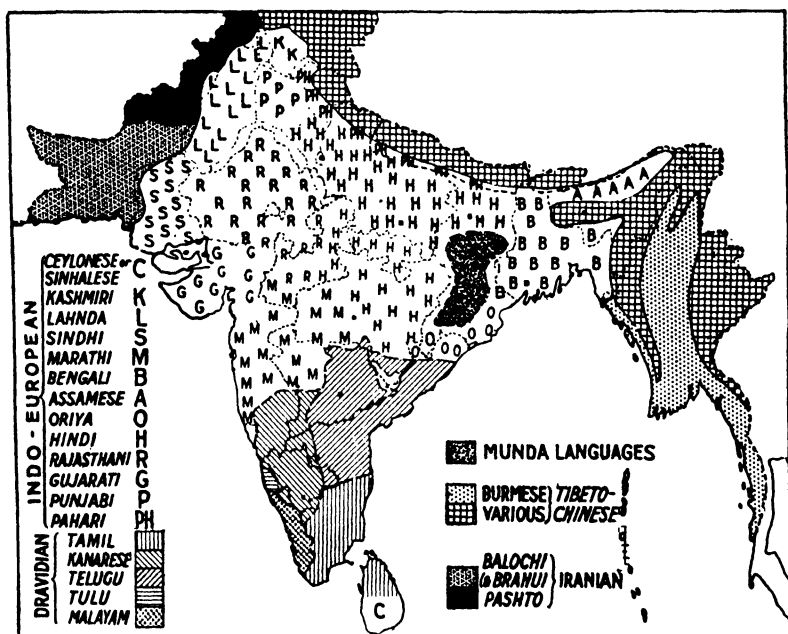 INDO-EUROPEAN
CEYLONESE or SINHALESE C
KASHMIRI K
LAHNDA L
SINDHI S
MARATHI M
BENGALI B
ASSAMESE A
ORIYA O
HINDI H
RAJASTHANI R
GUJARATI G
PUNJABI P
PAHARI PH
DRAVIDIAN
TAMIL
KANARESE
TELUGU
TULU
MALAYAM
C
MUNDA LANGUAGES
BURMESE TIBETO-
VARIOUS CHINESE
BALOCHI
& BRAHUI IRANIAN
PASHTO